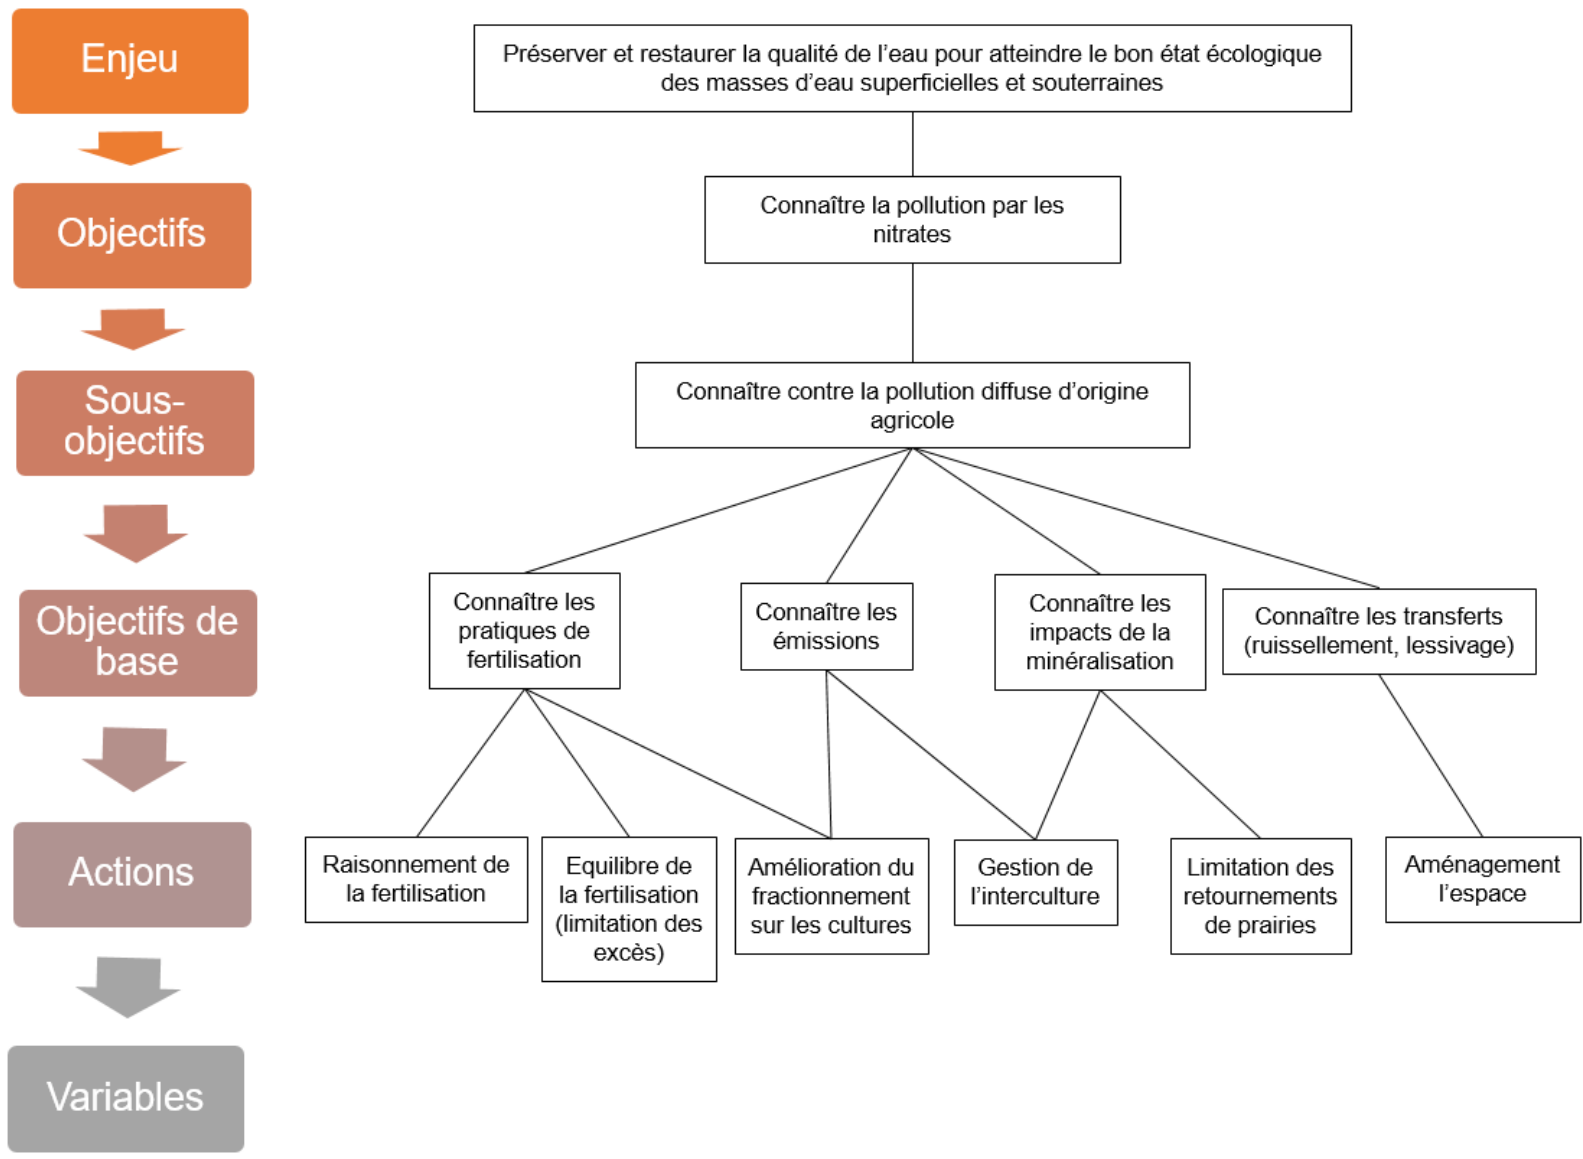 Enjeu
Préserver et restaurer la qualité de l'eau pour atteindre le bon état écologique
des masses d'eau superficielles et souterraines
Objectifs
Connaître la pollution par les
nitrates
Sous-
objectifs
Connaître contre la pollution diffuse d'origine
agricole
Objectifs de
base
Connaître les
pratiques de
fertilisation
Connaître les
émissions
Connaître les
impacts de la
minéralisation
Connaître les transferts
(ruissellement, lessivage)
Actions
Raisonnement de
la fertilisation
Equilibre de
la fertilisation
(limitation des
excès)
Amélioration du
fractionnement
sur les cultures
Gestion de
l'interculture
Limitation des
retournements
de prairies
Aménagement
l'espace
Variables